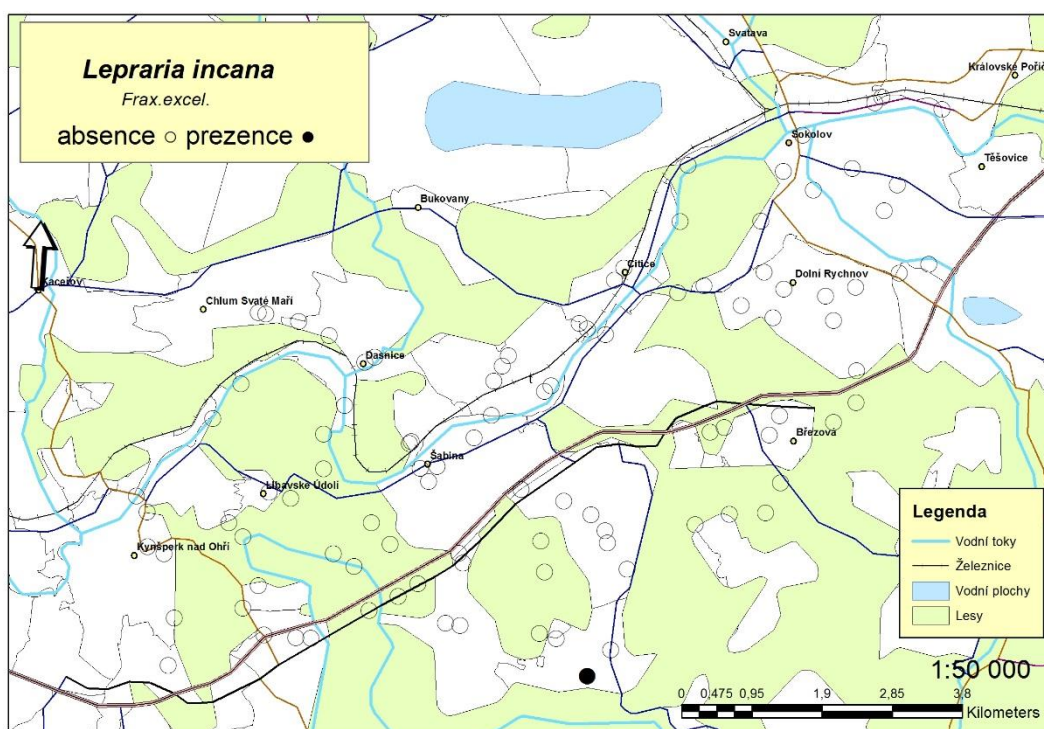 Lepraria incana
Frax.excel.
absence ○ prezence ●
Svatava
Královské Poříč
Sokolov
Těšovice
Bukovany
Citice
Dolní Rychnov
Kaceřov
Chlum Svaté Maří
Dasnice
Březová
Šabina
Libavské Údolí
Kynšperk nad Ohří
Legenda
Vodní toky
Železnice
Vodní plochy
Lesy
1:50 000
0 0,475 0,95 1,9 2,85 3,8
Kilometers